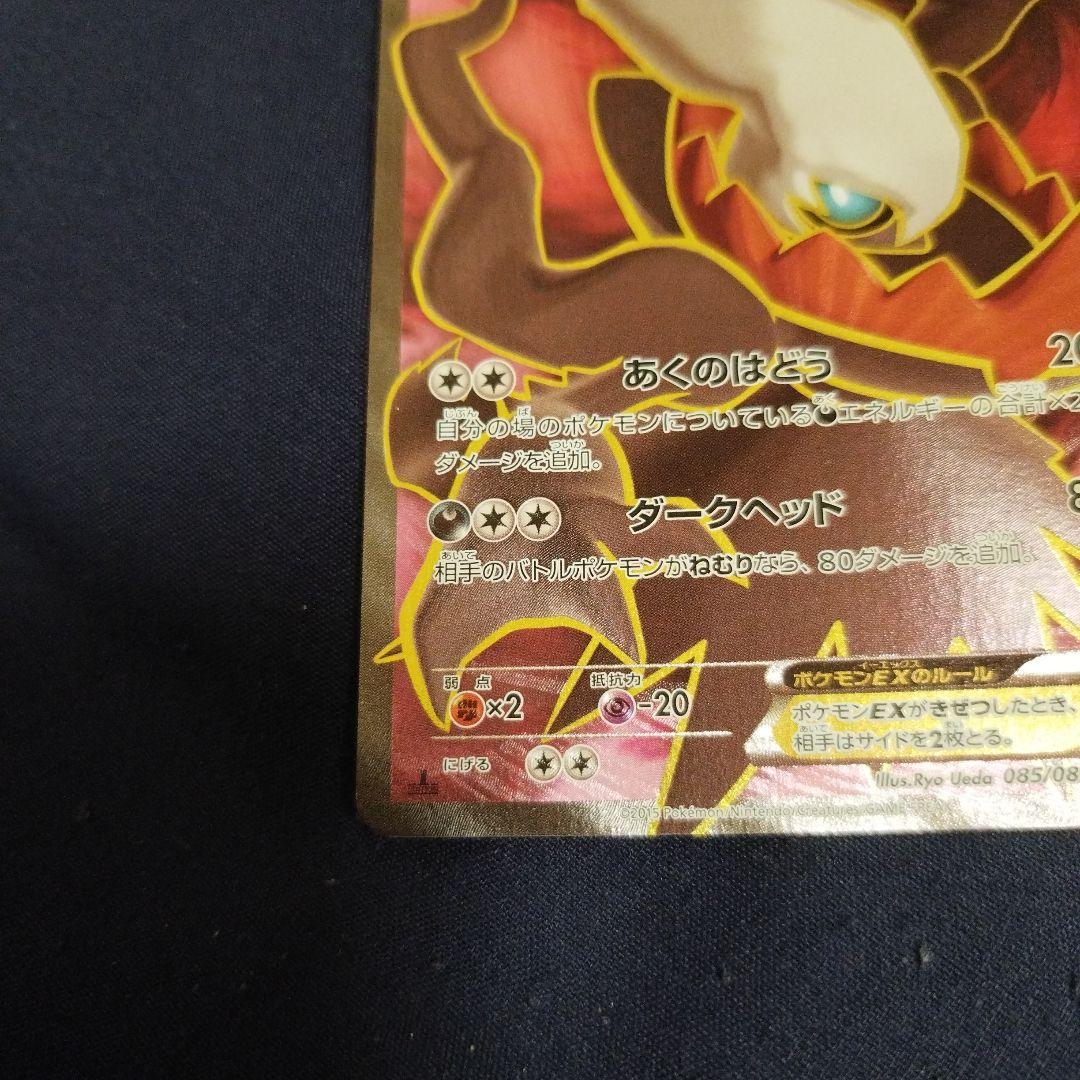 あくのはどう 20
自分の場のポケモンについているエネルギーの合計×2
ダメージを追加。
ダークヘッド 8
相手のバトルポケモンがねむりなら、80ダメージを追加。
弱点 抵抗力
×2 -20
にげる
ポケモンEXのルール
ポケモンEXがきぜつしたとき、
相手はサイドを2枚とる。
Illus.Ryo Ueda 085/08
©2015 Pokémon/Nintendo/Creatures/GAME